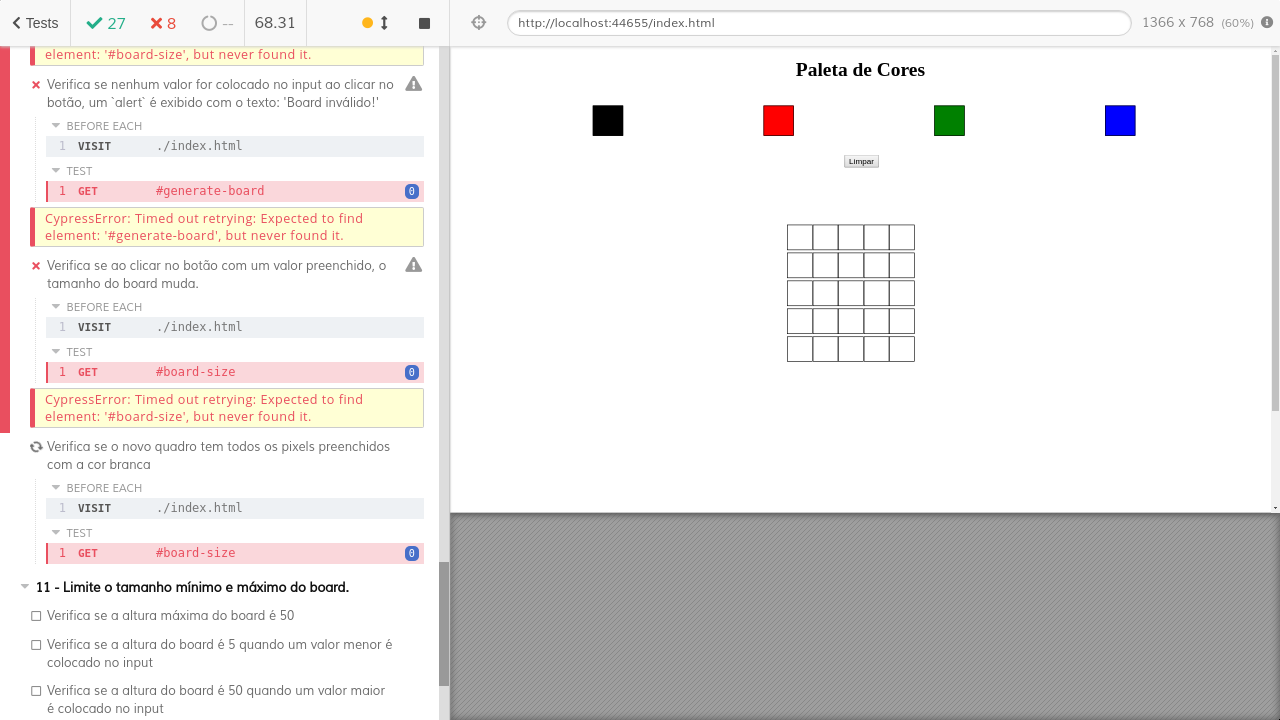 Tests
27
8
--
68.31
http://localhost:44655/index.html
1366 x 768 (60%)
element: '#board-size', but never found it.
Verifica se nenhum valor for colocado no input ao clicar no
botão, um `alert` é exibido com o texto: 'Board inválido!'
BEFORE EACH
1 VISIT ./index.html
TEST
1 GET #generate-board 0
CypressError: Timed out retrying: Expected to find
element: '#generate-board', but never found it.
Verifica se ao clicar no botão com um valor preenchido, o
tamanho do board muda.
BEFORE EACH
1 VISIT ./index.html
TEST
1 GET #board-size 0
CypressError: Timed out retrying: Expected to find
element: '#board-size', but never found it.
Verifica se o novo quadro tem todos os pixels preenchidos
com a cor branca
BEFORE EACH
1 VISIT ./index.html
TEST
1 GET #board-size 0
11 - Limite o tamanho mínimo e máximo do board.
Verifica se a altura máxima do board é 50
Verifica se a altura do board é 5 quando um valor menor é
colocado no input
Verifica se a altura do board é 50 quando um valor maior
é colocado no input
Paleta de Cores
Limpar